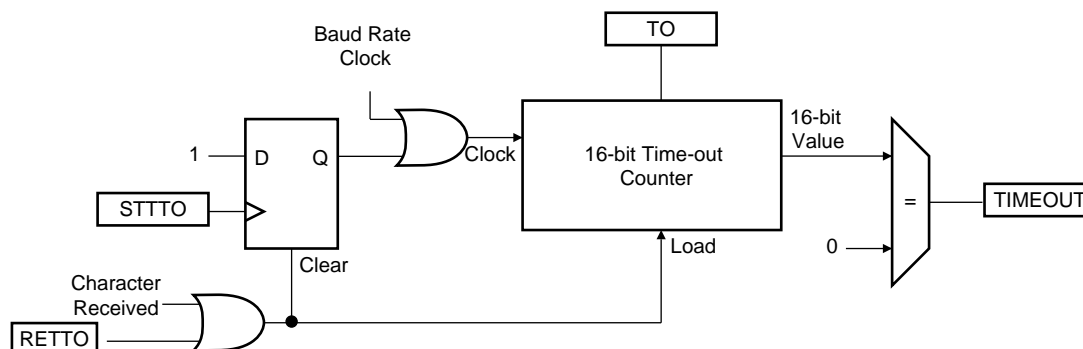 TO
Baud Rate
Clock
16-bit
Value
1
D
Q
Clock
16-bit Time-out
Counter
STTTO
=
TIMEOUT
Clear
Load
0
Character
Received
RETTO